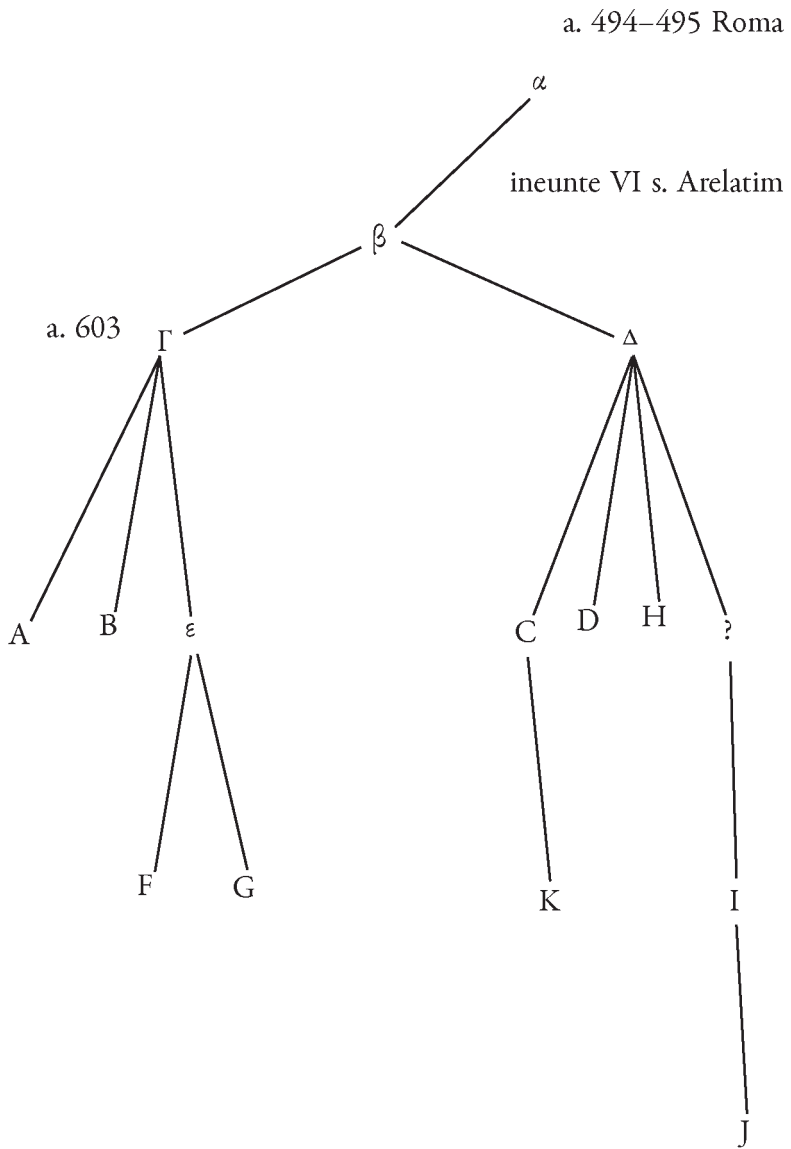 a. 494–495 Roma
α
ineunte VI s. Arelatim
β
a. 603 Γ Δ
A B ε C D H ?
F G K I
J